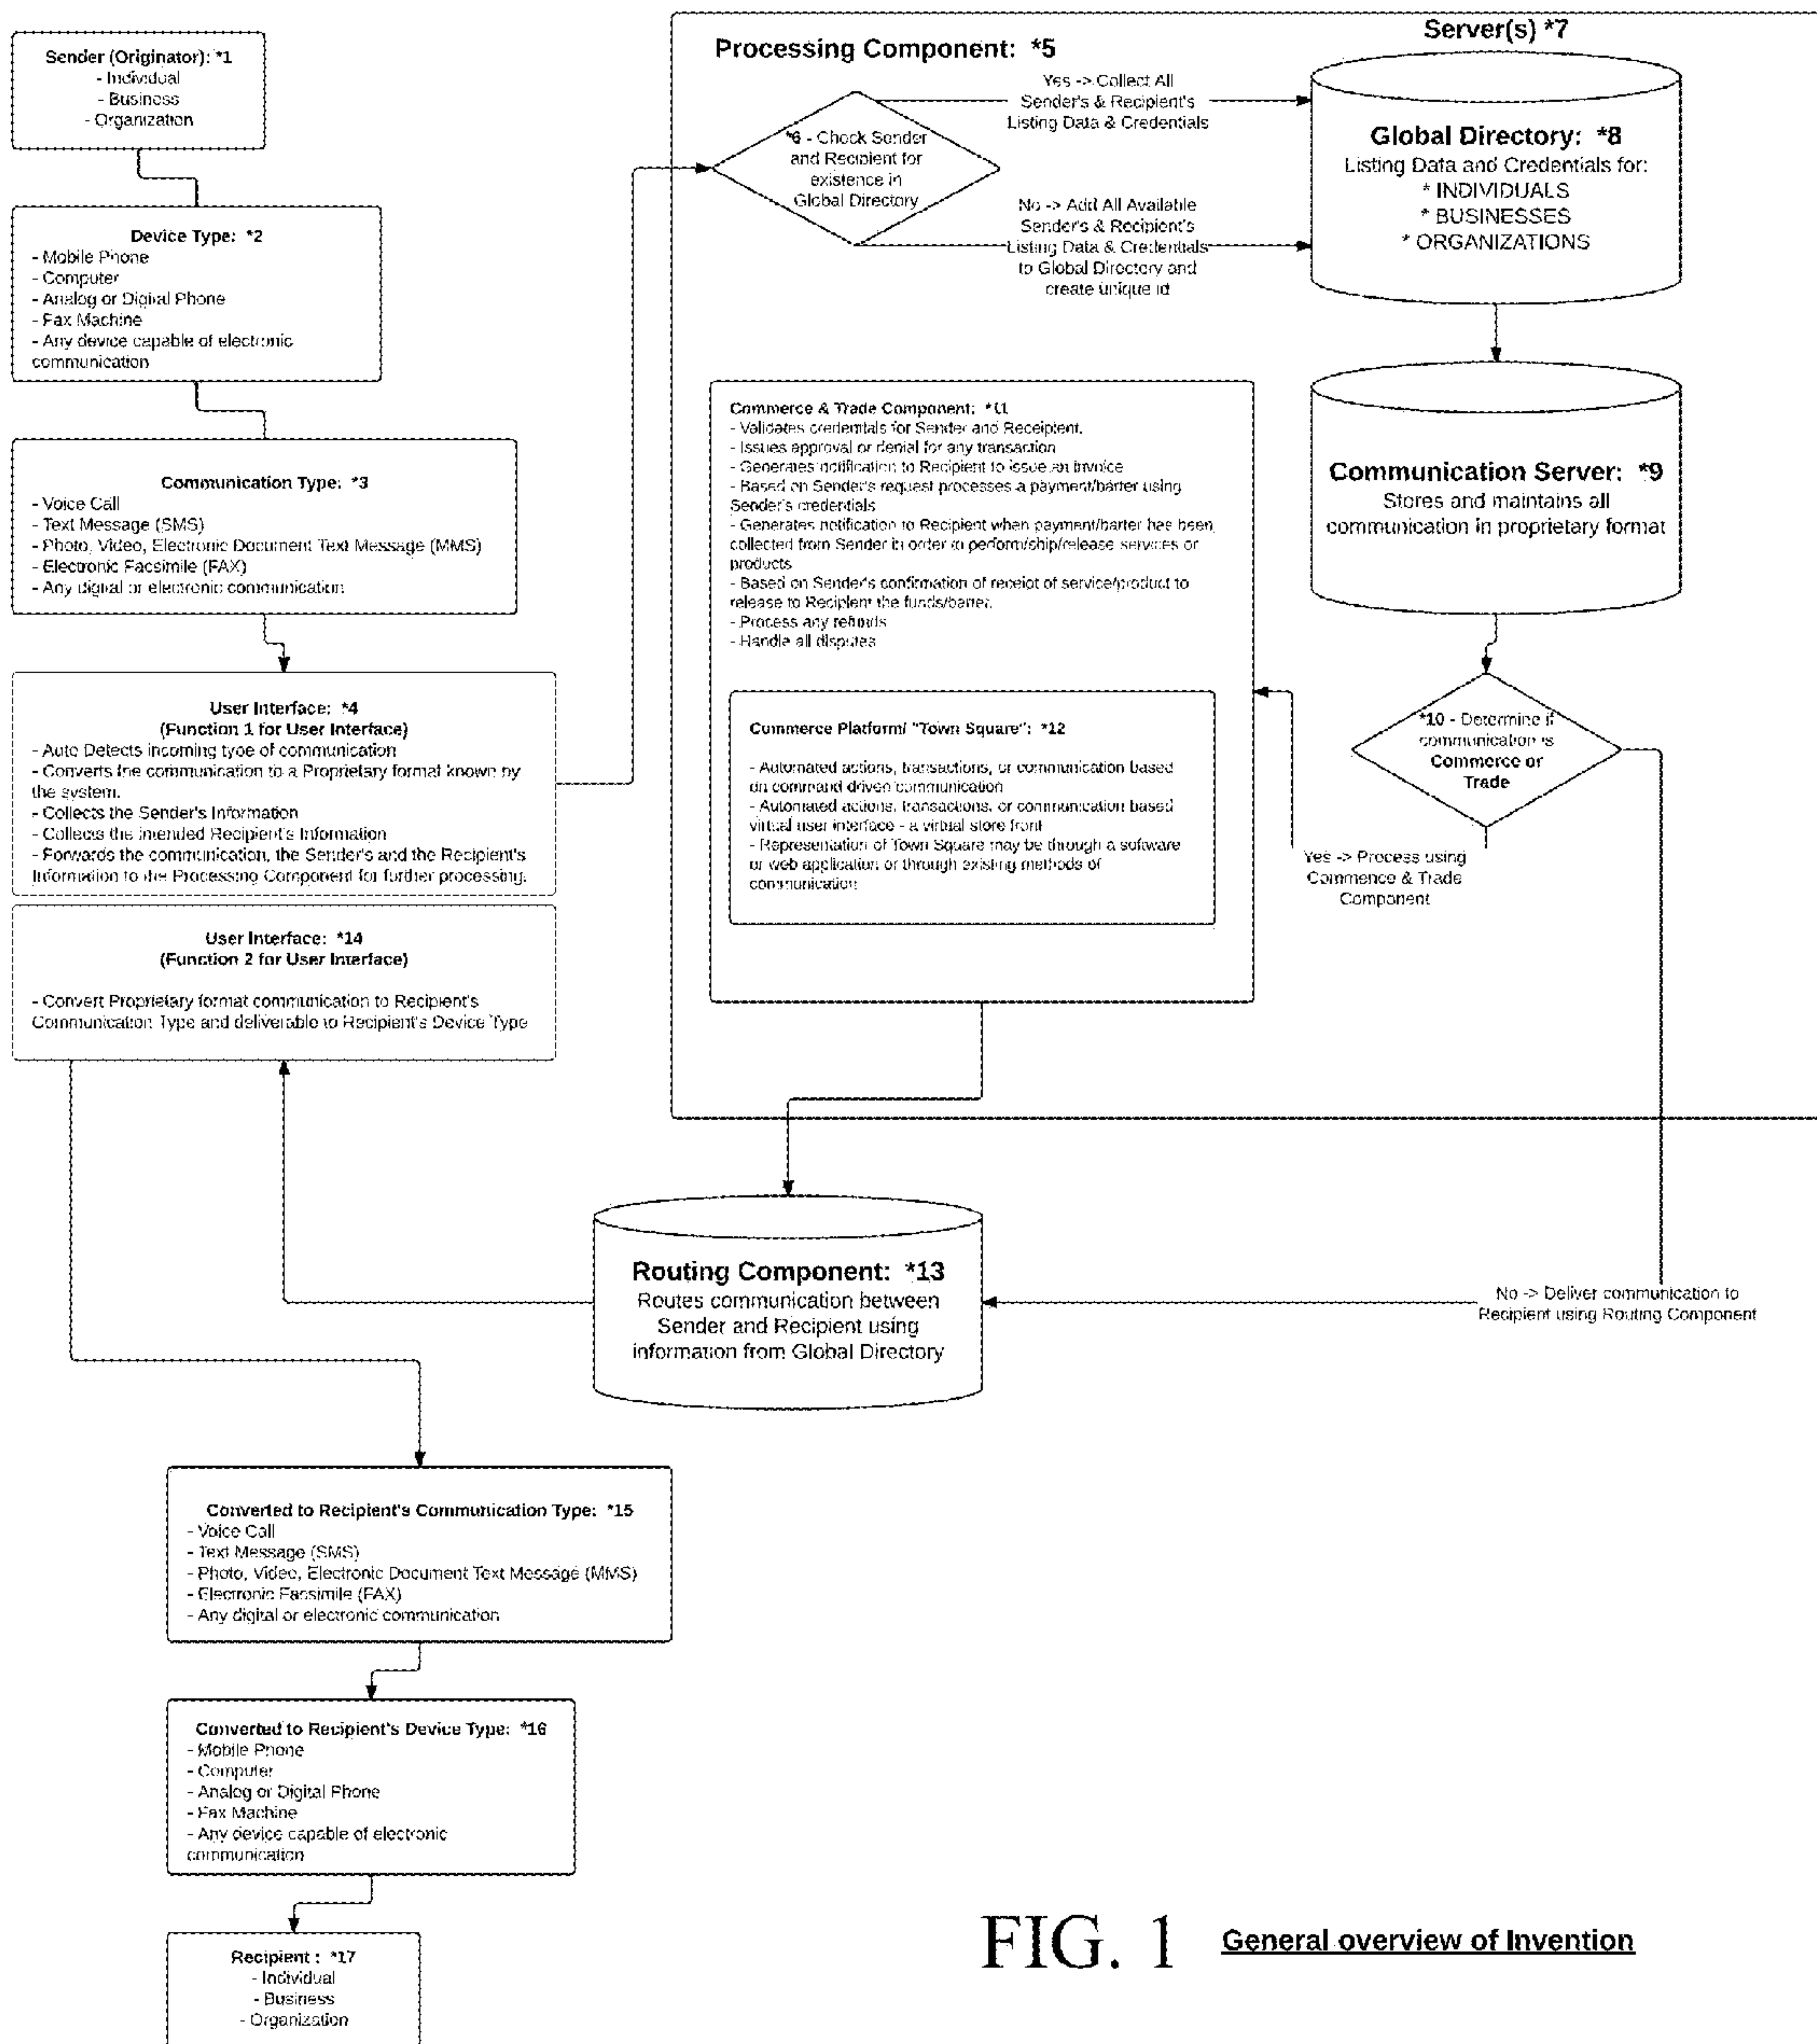 Sender (Originator): *1
- Individual
- Business
- Organization
Device Type: *2
- Mobile Phone
- Computer
- Analog or Digital Phone
- Fax Machine
- Any device capable of electronic
communication
Communication Type: *3
- Voice Call
- Text Message (SMS)
- Photo, Video, Electronic Document Text Message (MMS)
- Electronic Facsimile (FAX)
- Any digital or electronic communication
User Interface: *4
(Function 1 for User Interface)
- Auto Detects incoming type of communication
- Converts the communication to a Proprietary format known by
the system.
- Collects the Sender's Information
- Collects the intended Recipient's Information
- Forwards the communication, the Sender's and the Recipient's
Information to the Processing Component for further processing.
User Interface: *14
(Function 2 for User Interface)
- Convert Proprietary format communication to Recipient's
Communication Type and deliverable to Recipient's Device Type
Processing Component: *5
Server(s) *7
*6 - Check Sender
and Recipient for
existence in
Global Directory
Yes -> Collect All
Sender's & Recipient's
Listing Data & Credentials
No -> Add All Available
Sender's & Recipient's
Listing Data & Credentials
to Global Directory and
create unique id
Global Directory: *8
Listing Data and Credentials for:
* INDIVIDUALS
* BUSINESSES
* ORGANIZATIONS
Communication Server: *9
Stores and maintains all
communication in proprietary format
*10 - Determine if
communication is
Commerce or
Trade
Yes -> Process using
Commence & Trade
Component
Commerce & Trade Component: *11
- Validates credentials for Sender and Receipient.
- Issues approval or denial for any transaction
- Generates notification to Recipient to issue an invoice
- Based on Sender's request processes a payment/barter using
Sender's credentials
- Generates notification to Recipient when payment/barter has been
collected from Sender in order to perform/ship/release services or
products
- Based on Sender's confirmation of receipt of service/product to
release to Recipient the funds/barter.
- Process any refunds
- Handle all disputes
Commerce Platform/ "Town Square": *12
- Automated actions, transactions, or communication based
on command driven communication
- Automated actions, transactions, or communication based
virtual user interface - a virtual store front
- Representation of Town Square may be through a software
or web application or through existing methods of
communication
Routing Component: *13
Routes communication between
Sender and Recipient using
information from Global Directory
No -> Deliver communication to
Recipient using Routing Component
Converted to Recipient's Communication Type: *15
- Voice Call
- Text Message (SMS)
- Photo, Video, Electronic Document Text Message (MMS)
- Electronic Facsimile (FAX)
- Any digital or electronic communication
Converted to Recipient's Device Type: *16
- Mobile Phone
- Computer
- Analog or Digital Phone
- Fax Machine
- Any device capable of electronic
communication
Recipient : *17
- Individual
- Business
- Organization
FIG. 1 General overview of Invention